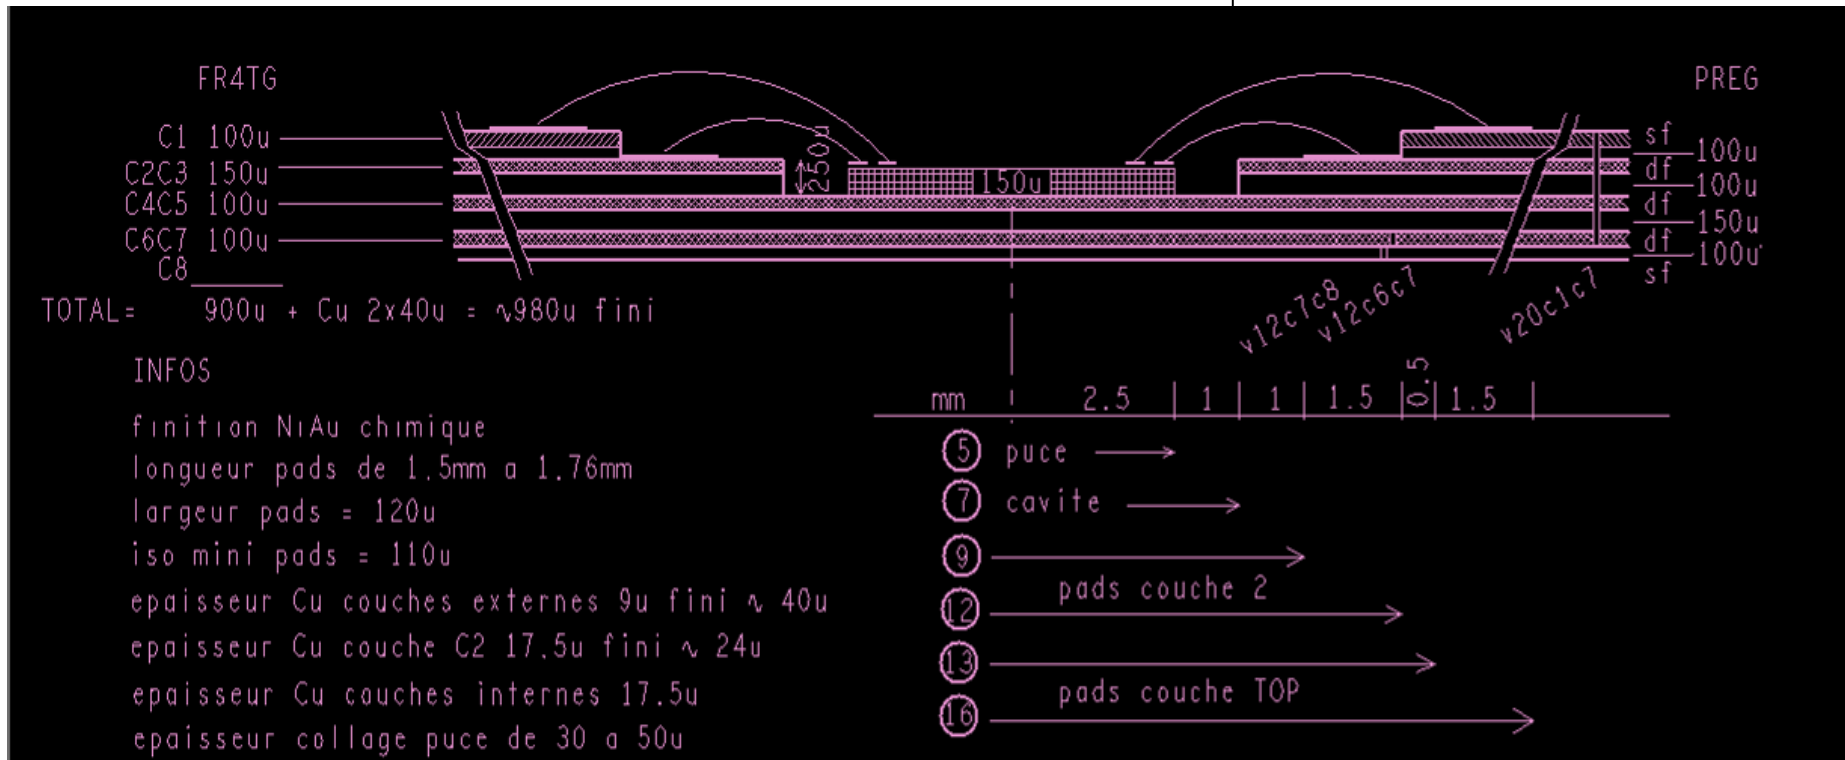 FR4TG
PREG
C1 100u
C2C3 150u
C4C5 100u
C6C7 100u
C8
TOTAL= 900u + Cu 2x40u = ~980u fini
250u
150u
sf
100u
df
100u
df
150u
df
100u
sf
v12c7c8
v12c6c7
v20c1c7
INFOS
finition NiAu chimique
longueur pads de 1.5mm a 1.76mm
largeur pads = 120u
iso mini pads = 110u
epaisseur Cu couches externes 9u fini ~ 40u
epaisseur Cu couche C2 17.5u fini ~ 24u
epaisseur Cu couches internes 17.5u
epaisseur collage puce de 30 a 50u
mm 2.5 1 1 1.5 0.5 1.5
5 puce
7 cavite
9
pads couche 2
12
13
pads couche TOP
16